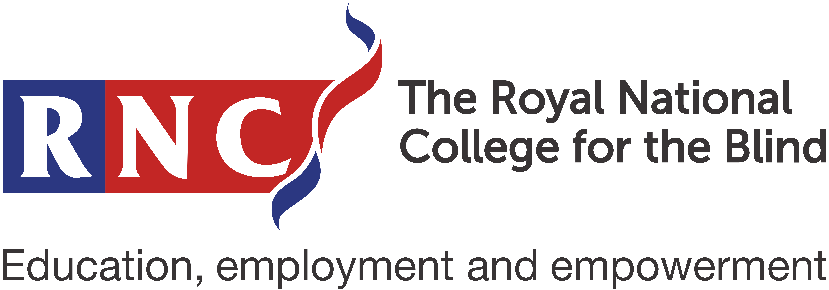 RNC
The Royal National
College for the Blind
Education, employment and empowerment